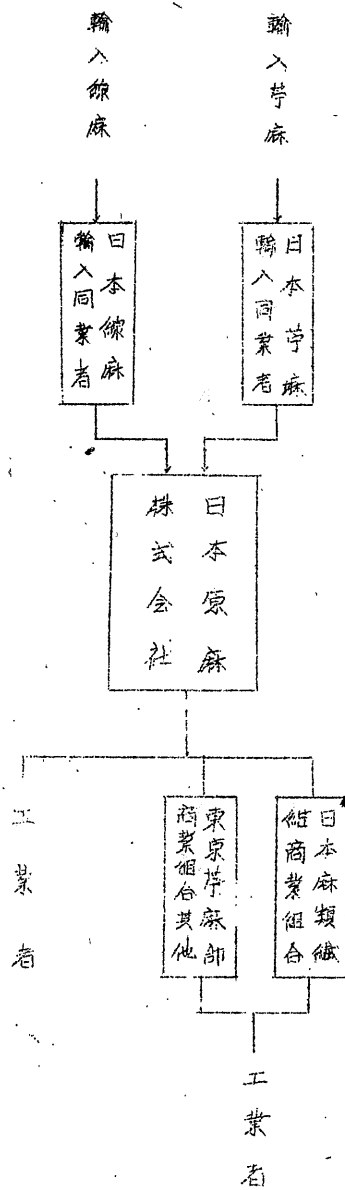 輸入苧麻
輸入線麻
日本苧麻
輸入同業者
日本線麻
輸入同業者
日本原麻
株式会社
日本麻類繊
維商業組合
東京苧麻部
商業組合其他
工業者
工業者